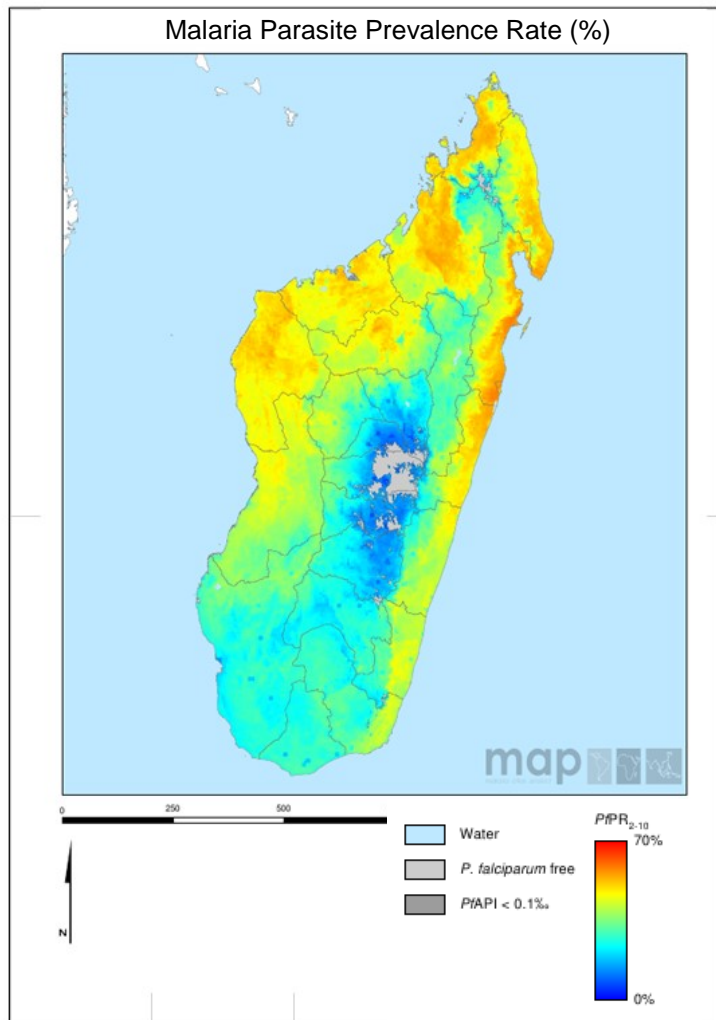 Malaria Parasite Prevalence Rate (%)
map
0
250
500
Water
P. falciparum free
PfAPI < 0.1‰
PfPR2-10
70%
0%
N